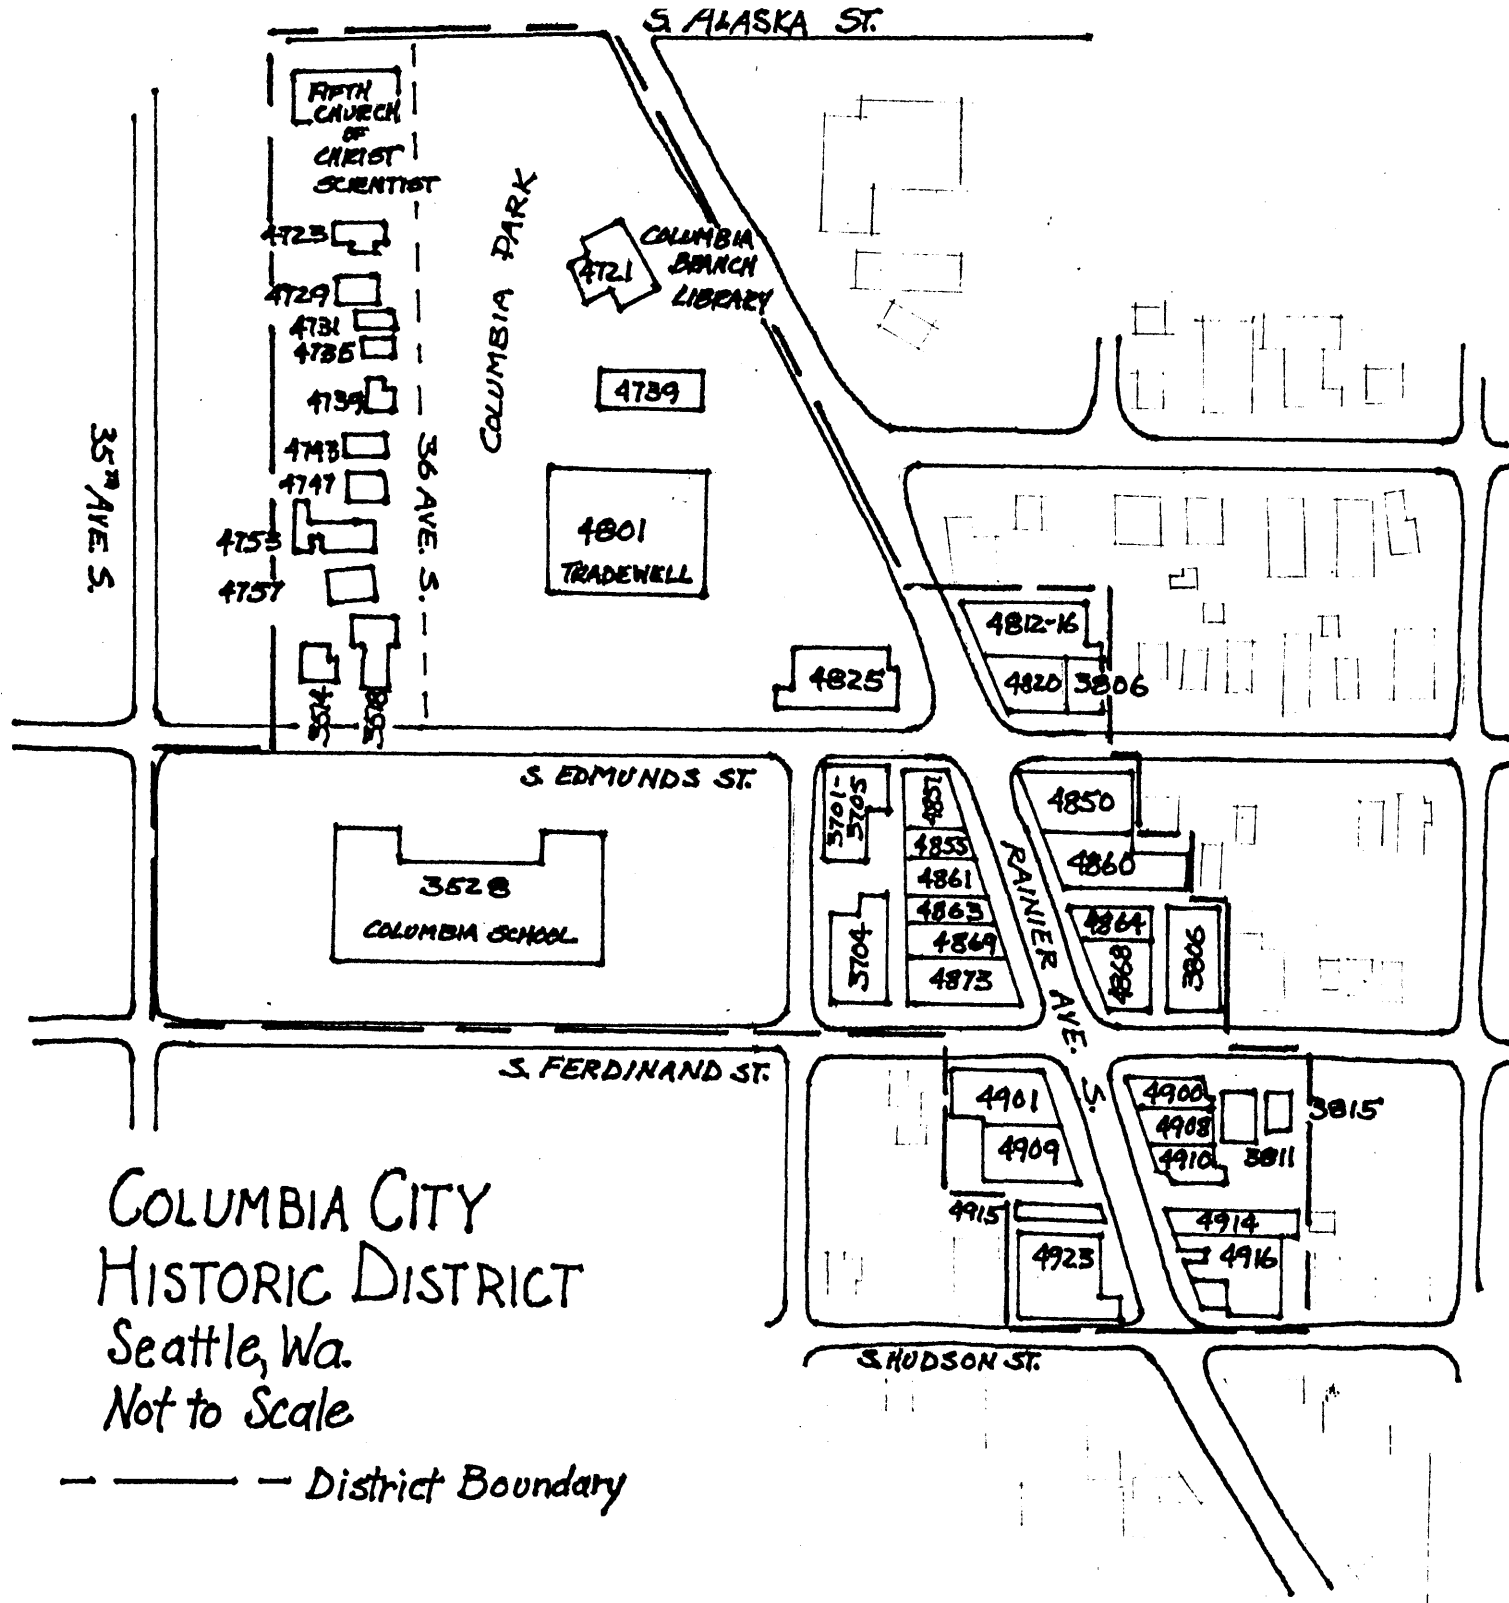 S. ALASKA ST.
FIFTH
CHURCH
OF
CHRIST
SCIENTIST
COLUMBIA PARK
4723
4721
COLUMBIA
BRANCH
LIBRARY
4729
4731
4735
4739
4739
4743
4747
35TH AVE. S.
36 AVE. S.
4753
4801
TRADEWELL
4757
4812-16
4825
4820
3806
3514
3518
S. EDMUNDS ST.
3701-
3705
4851
4850
4855
4860
4861
3528
COLUMBIA SCHOOL
4863
4864
4869
3704
4868
3806
4873
RAINIER AVE. S.
S. FERDINAND ST.
4901
4900
3815
4908
4909
4910
3811
4915
4914
4923
4916
COLUMBIA CITY
HISTORIC DISTRICT
Seattle, Wa.
Not to Scale
S. HUDSON ST.
District Boundary